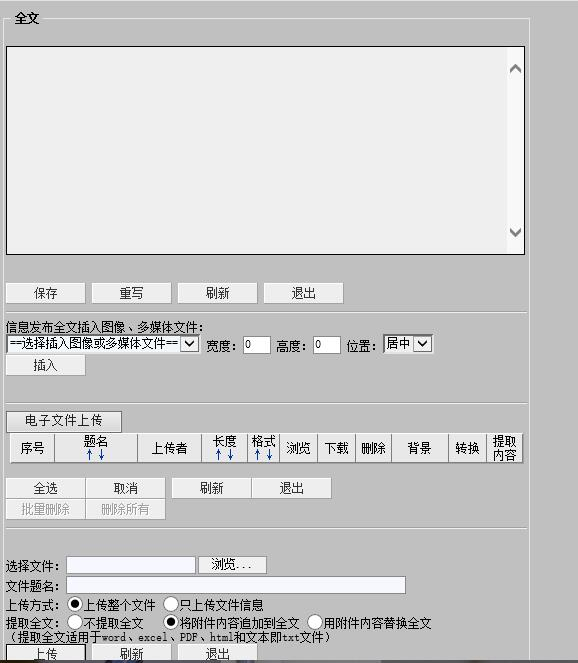 全文
保存 重写 刷新 退出
信息发布全文插入图像、多媒体文件：
==选择插入图像或多媒体文件== 宽度： 0 高度： 0 位置： 居中
插入
电子文件上传
序号 题名 ↑↓ 上传者 长度 ↑↓ 格式 ↑↓ 浏览 下载 删除 背景 转换 提取内容
全选 取消 刷新 退出
批量删除 删除所有
选择文件： 浏览...
文件题名：
上传方式： 上传整个文件 只上传文件信息
提取全文： 不提取全文 将附件内容追加到全文 用附件内容替换全文
（提取全文适用于word、excel、PDF、html和文本即txt文件）
上传 刷新 退出